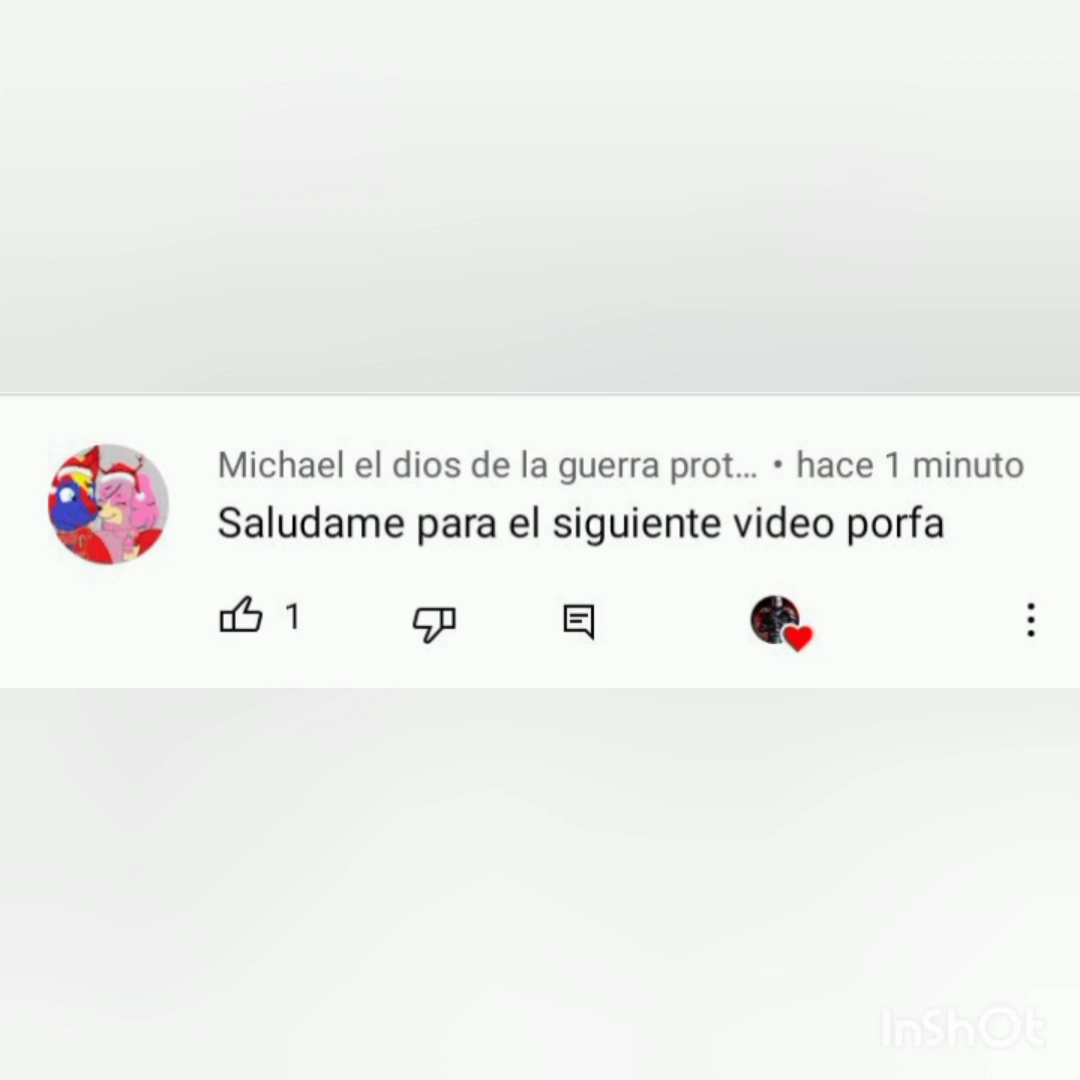 Michael el dios de la guerra prot... • hace 1 minuto
Saludame para el siguiente video porfa
1
InShOt